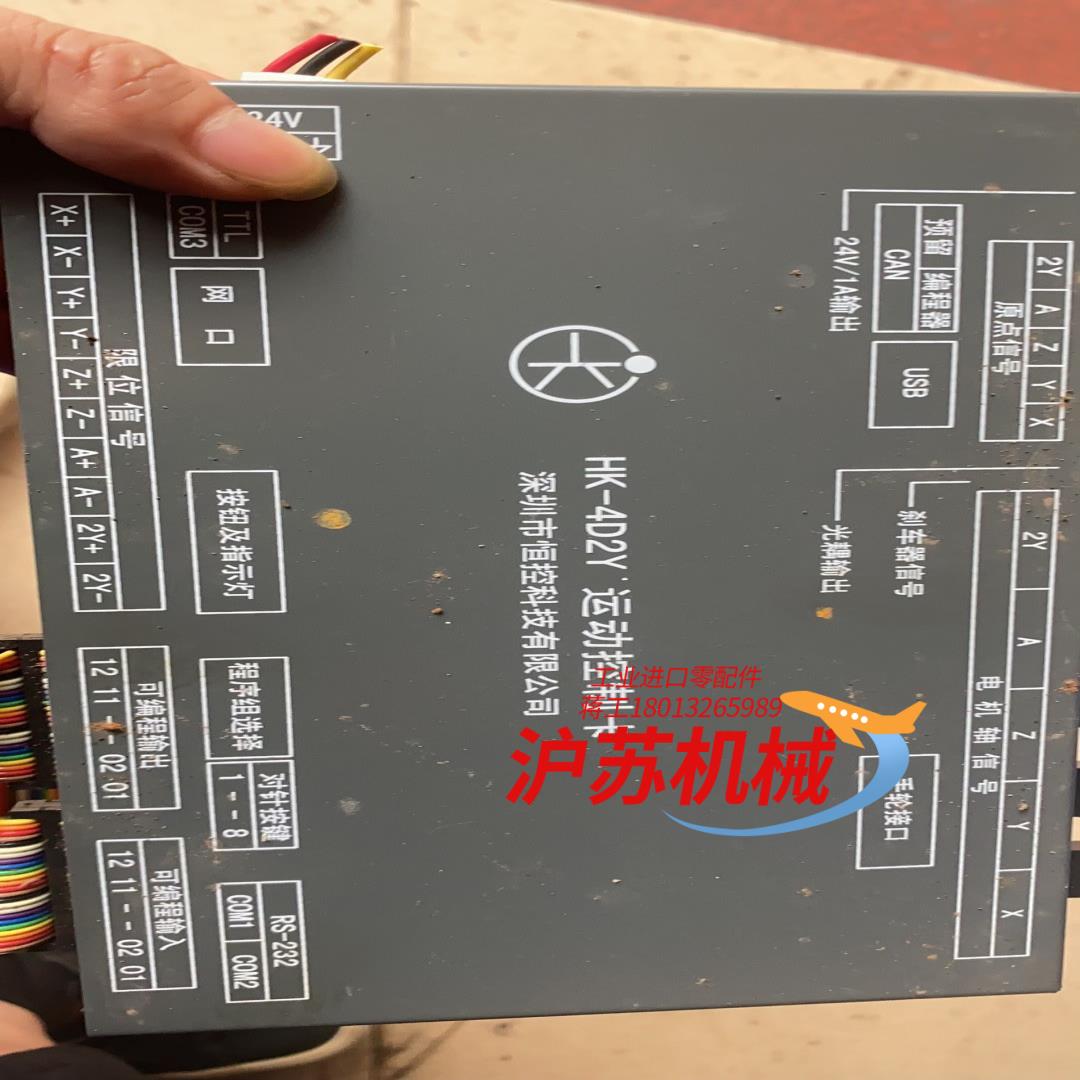 24V
TTL
COM3
网 口
X+ X- Y+ Y- Z+ Z- A+ A- 2Y+ 2Y-
限位信号
按钮及指示灯
程序组选择
对针按键
1 - - 8
可编程输出
12 11 - - 02 01
可编程输入
12 11 - - 02 01
RS-232
COM1 COM2
HK-4D2Y 运动控制卡
深圳市恒控科技有限公司
24V/1A输出
预留 编程器
CAN
USB
2Y A Z Y X
原点信号
光耦输出
刹车器信号
2Y A Z Y X
电机轴信号
手轮接口
工业进口零配件
蒋工18013265989
沪苏机械